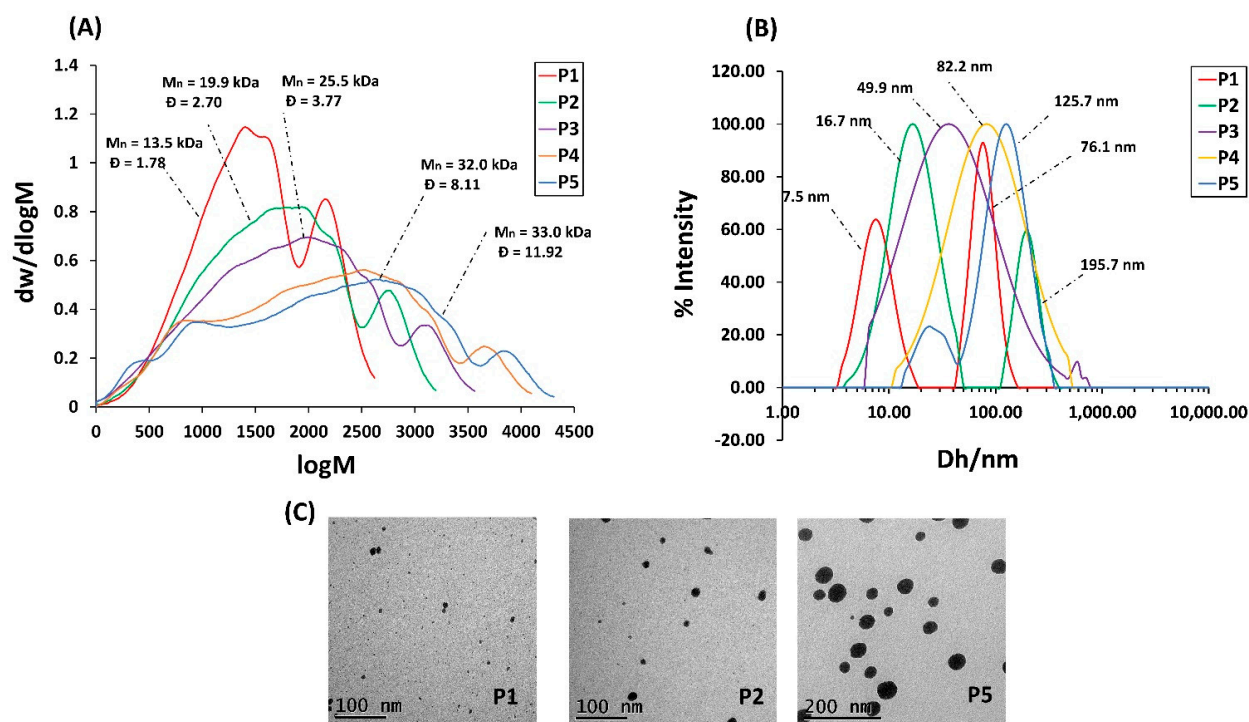 (A)
dw/dlogM
1.4
1.2
1
0.8
0.6
0.4
0.2
0
0 500 1000 1500 2000 2500 3000 3500 4000 4500
logM
Mn = 13.5 kDa
Đ = 1.78
Mn = 19.9 kDa
Đ = 2.70
Mn = 25.5 kDa
Đ = 3.77
Mn = 32.0 kDa
Đ = 8.11
Mn = 33.0 kDa
Đ = 11.92
P1
P2
P3
P4
P5
(B)
% Intensity
120.00
100.00
80.00
60.00
40.00
20.00
0.00
-20.00
1.00 10.00 100.00 1,000.00 10,000.00
Dh/nm
7.5 nm
16.7 nm
49.9 nm
82.2 nm
125.7 nm
76.1 nm
195.7 nm
P1
P2
P3
P4
P5
(C)
100 nm P1
100 nm P2
200 nm P5